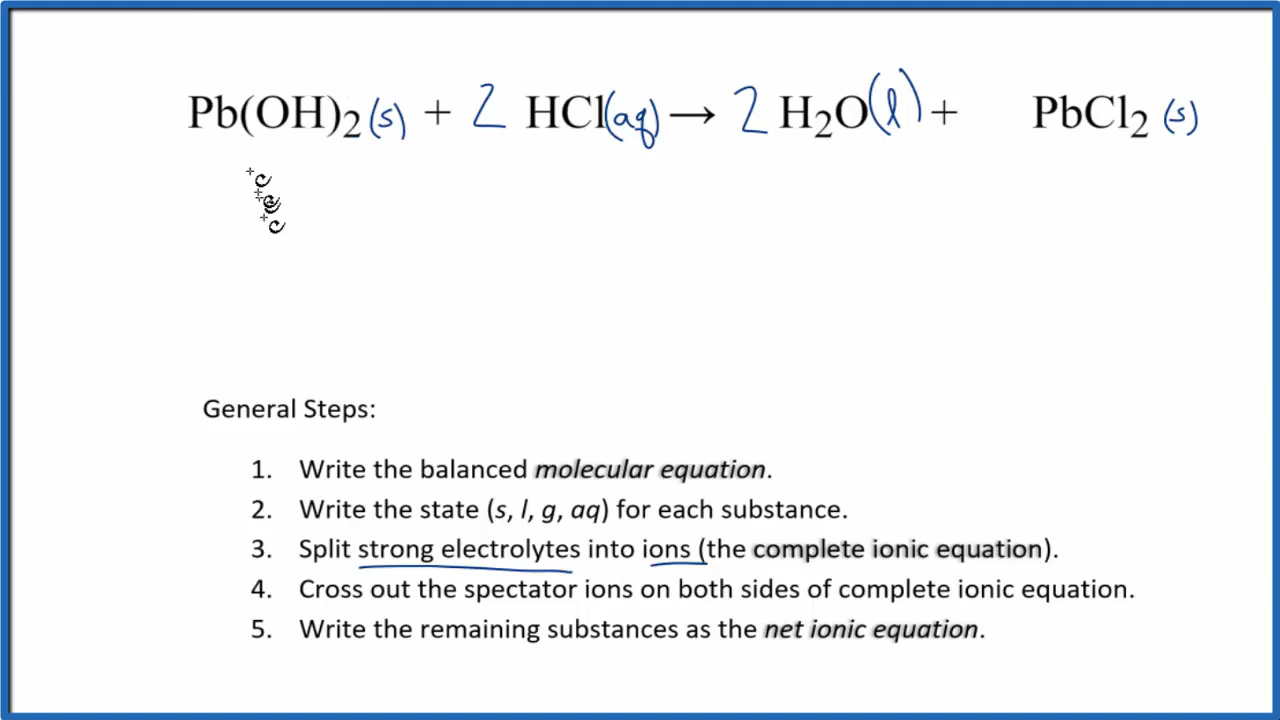 Pb(OH)₂(s) + 2 HCl(aq) → 2 H₂O(l) + PbCl₂(s)
General Steps:
1. Write the balanced molecular equation.
2. Write the state (s, l, g, aq) for each substance.
3. Split strong electrolytes into ions (the complete ionic equation).
4. Cross out the spectator ions on both sides of complete ionic equation.
5. Write the remaining substances as the net ionic equation.